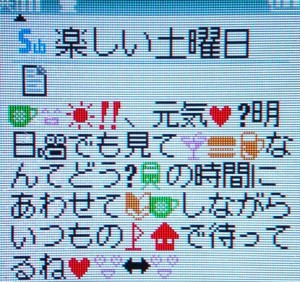 Sub 楽しい土曜日
🍵♨☀‼、元気♥?明
日🎥でも見て🍸🍔🍺な
んてどう?🚃の時間に
あわせて📖🍵しながら
いつもの🚩🏠で待って
るね♥💕↔💕